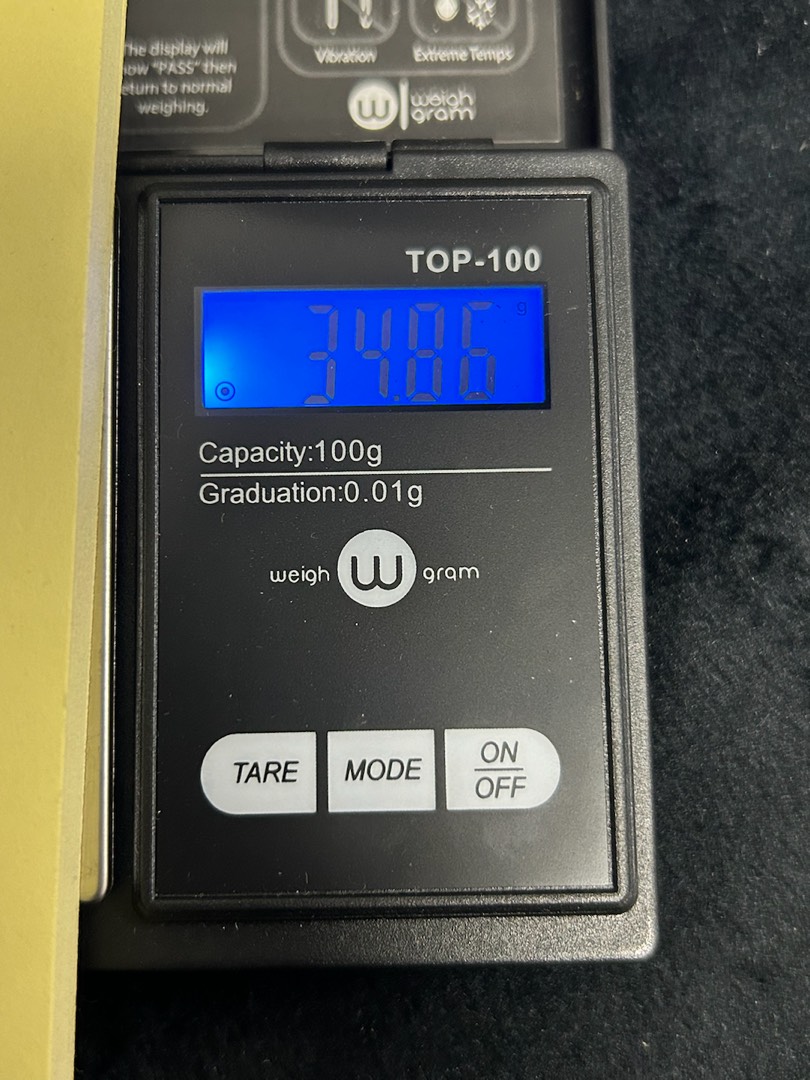 The display will
how "PASS" then
return to normal
weighing.
Vibration
Extreme Temps
W weigh
gram
TOP-100
34.86 g
Capacity:100g
Graduation:0.01g
weigh W gram
TARE
MODE
ON
OFF